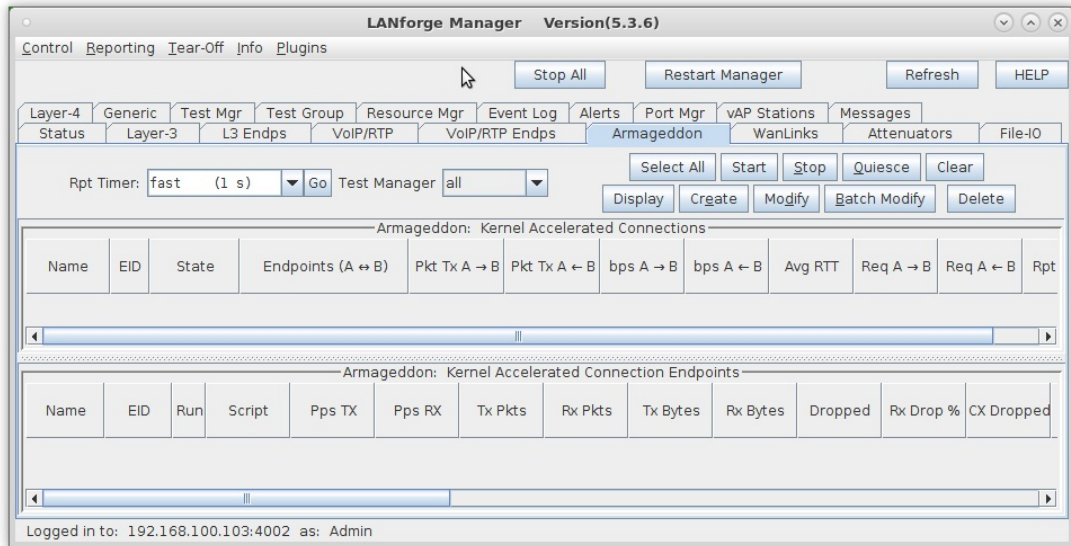 LANforge Manager Version(5.3.6)
Control Reporting Tear-Off Info Plugins
Stop All Restart Manager Refresh HELP
Layer-4 Generic Test Mgr Test Group Resource Mgr Event Log Alerts Port Mgr vAP Stations Messages
Status Layer-3 L3 Endps VoIP/RTP VoIP/RTP Endps Armageddon WanLinks Attenuators File-IO
Select All Start Stop Quiesce Clear
Rpt Timer: fast (1 s) Go Test Manager all
Display Create Modify Batch Modify Delete
Armageddon: Kernel Accelerated Connections
Name EID State Endpoints (A ↔ B) Pkt Tx A → B Pkt Tx A ← B bps A → B bps A ← B Avg RTT Req A → B Req A ← B Rpt
Armageddon: Kernel Accelerated Connection Endpoints
Name EID Run Script Pps TX Pps RX Tx Pkts Rx Pkts Tx Bytes Rx Bytes Dropped Rx Drop % CX Dropped
Logged in to: 192.168.100.103:4002 as: Admin